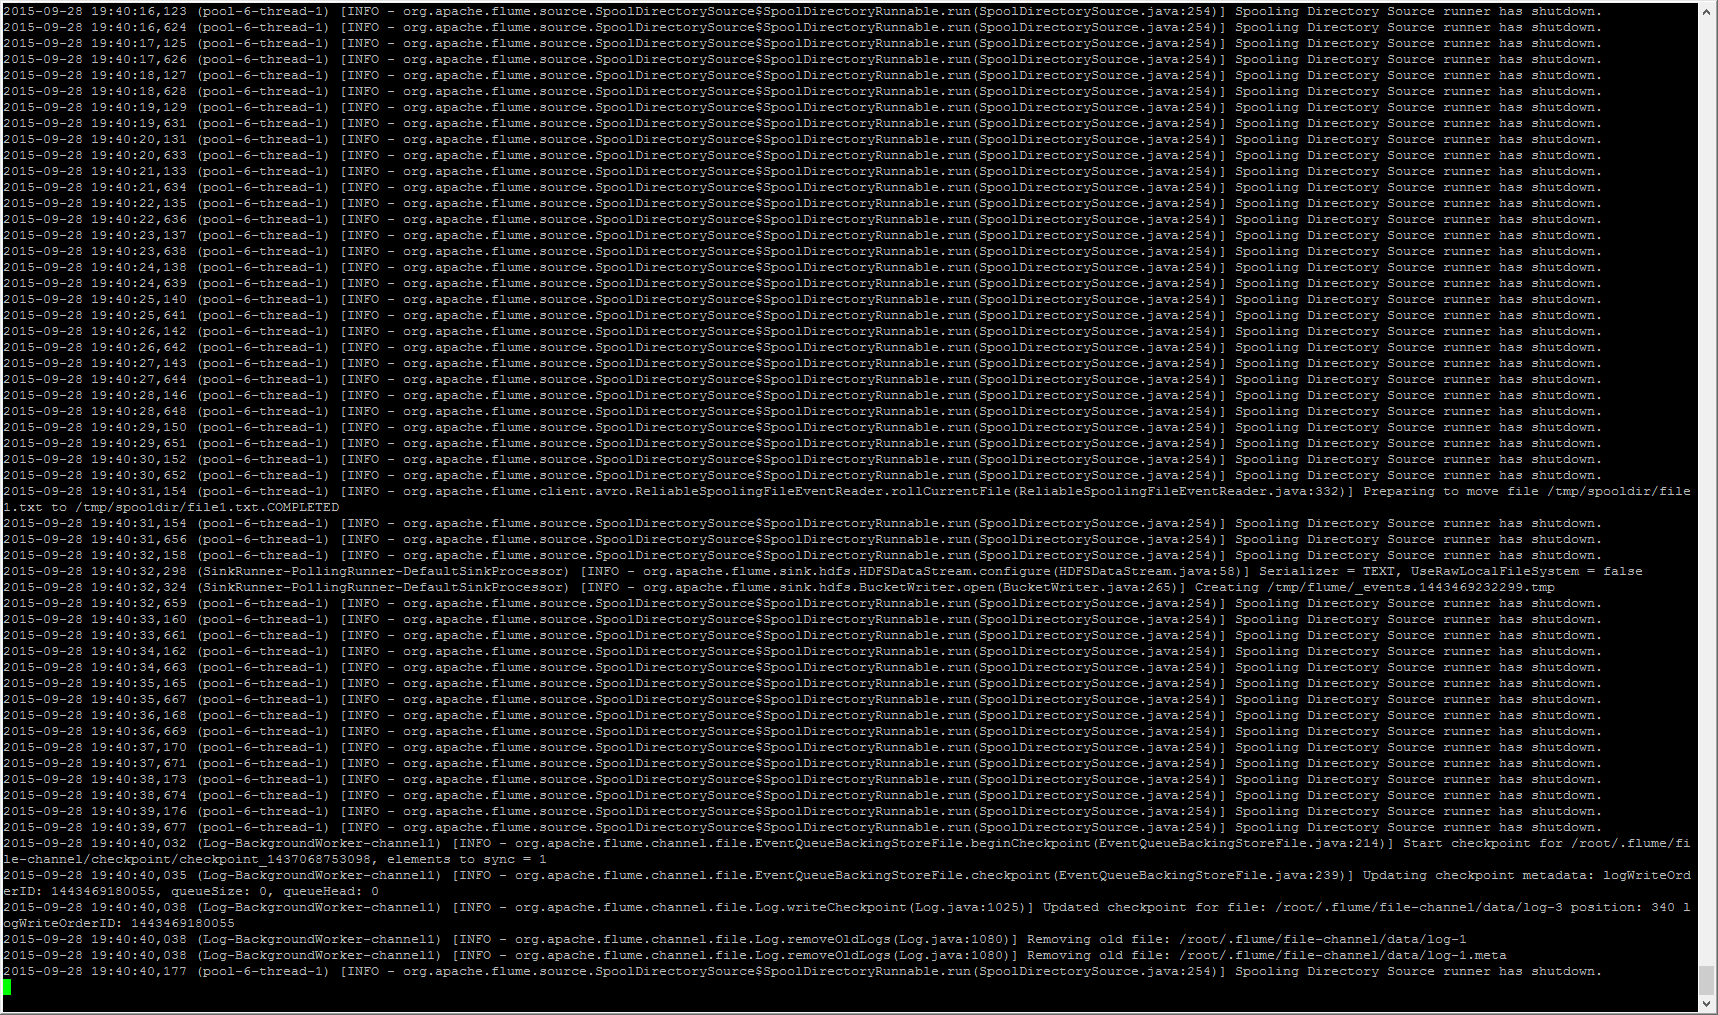 2015-09-28 19:40:16,123 (pool-6-thread-1) [INFO - org.apache.flume.source.SpoolDirectorySource$SpoolDirectoryRunnable.run(SpoolDirectorySource.java:254)] Spooling Directory Source runner has shutdown.
2015-09-28 19:40:16,624 (pool-6-thread-1) [INFO - org.apache.flume.source.SpoolDirectorySource$SpoolDirectoryRunnable.run(SpoolDirectorySource.java:254)] Spooling Directory Source runner has shutdown.
2015-09-28 19:40:17,125 (pool-6-thread-1) [INFO - org.apache.flume.source.SpoolDirectorySource$SpoolDirectoryRunnable.run(SpoolDirectorySource.java:254)] Spooling Directory Source runner has shutdown.
2015-09-28 19:40:17,626 (pool-6-thread-1) [INFO - org.apache.flume.source.SpoolDirectorySource$SpoolDirectoryRunnable.run(SpoolDirectorySource.java:254)] Spooling Directory Source runner has shutdown.
2015-09-28 19:40:18,127 (pool-6-thread-1) [INFO - org.apache.flume.source.SpoolDirectorySource$SpoolDirectoryRunnable.run(SpoolDirectorySource.java:254)] Spooling Directory Source runner has shutdown.
2015-09-28 19:40:18,628 (pool-6-thread-1) [INFO - org.apache.flume.source.SpoolDirectorySource$SpoolDirectoryRunnable.run(SpoolDirectorySource.java:254)] Spooling Directory Source runner has shutdown.
2015-09-28 19:40:19,129 (pool-6-thread-1) [INFO - org.apache.flume.source.SpoolDirectorySource$SpoolDirectoryRunnable.run(SpoolDirectorySource.java:254)] Spooling Directory Source runner has shutdown.
2015-09-28 19:40:19,631 (pool-6-thread-1) [INFO - org.apache.flume.source.SpoolDirectorySource$SpoolDirectoryRunnable.run(SpoolDirectorySource.java:254)] Spooling Directory Source runner has shutdown.
2015-09-28 19:40:20,131 (pool-6-thread-1) [INFO - org.apache.flume.source.SpoolDirectorySource$SpoolDirectoryRunnable.run(SpoolDirectorySource.java:254)] Spooling Directory Source runner has shutdown.
2015-09-28 19:40:20,633 (pool-6-thread-1) [INFO - org.apache.flume.source.SpoolDirectorySource$SpoolDirectoryRunnable.run(SpoolDirectorySource.java:254)] Spooling Directory Source runner has shutdown.
2015-09-28 19:40:21,133 (pool-6-thread-1) [INFO - org.apache.flume.source.SpoolDirectorySource$SpoolDirectoryRunnable.run(SpoolDirectorySource.java:254)] Spooling Directory Source runner has shutdown.
2015-09-28 19:40:21,634 (pool-6-thread-1) [INFO - org.apache.flume.source.SpoolDirectorySource$SpoolDirectoryRunnable.run(SpoolDirectorySource.java:254)] Spooling Directory Source runner has shutdown.
2015-09-28 19:40:22,135 (pool-6-thread-1) [INFO - org.apache.flume.source.SpoolDirectorySource$SpoolDirectoryRunnable.run(SpoolDirectorySource.java:254)] Spooling Directory Source runner has shutdown.
2015-09-28 19:40:22,636 (pool-6-thread-1) [INFO - org.apache.flume.source.SpoolDirectorySource$SpoolDirectoryRunnable.run(SpoolDirectorySource.java:254)] Spooling Directory Source runner has shutdown.
2015-09-28 19:40:23,137 (pool-6-thread-1) [INFO - org.apache.flume.source.SpoolDirectorySource$SpoolDirectoryRunnable.run(SpoolDirectorySource.java:254)] Spooling Directory Source runner has shutdown.
2015-09-28 19:40:23,638 (pool-6-thread-1) [INFO - org.apache.flume.source.SpoolDirectorySource$SpoolDirectoryRunnable.run(SpoolDirectorySource.java:254)] Spooling Directory Source runner has shutdown.
2015-09-28 19:40:24,138 (pool-6-thread-1) [INFO - org.apache.flume.source.SpoolDirectorySource$SpoolDirectoryRunnable.run(SpoolDirectorySource.java:254)] Spooling Directory Source runner has shutdown.
2015-09-28 19:40:24,639 (pool-6-thread-1) [INFO - org.apache.flume.source.SpoolDirectorySource$SpoolDirectoryRunnable.run(SpoolDirectorySource.java:254)] Spooling Directory Source runner has shutdown.
2015-09-28 19:40:25,140 (pool-6-thread-1) [INFO - org.apache.flume.source.SpoolDirectorySource$SpoolDirectoryRunnable.run(SpoolDirectorySource.java:254)] Spooling Directory Source runner has shutdown.
2015-09-28 19:40:25,641 (pool-6-thread-1) [INFO - org.apache.flume.source.SpoolDirectorySource$SpoolDirectoryRunnable.run(SpoolDirectorySource.java:254)] Spooling Directory Source runner has shutdown.
2015-09-28 19:40:26,142 (pool-6-thread-1) [INFO - org.apache.flume.source.SpoolDirectorySource$SpoolDirectoryRunnable.run(SpoolDirectorySource.java:254)] Spooling Directory Source runner has shutdown.
2015-09-28 19:40:26,642 (pool-6-thread-1) [INFO - org.apache.flume.source.SpoolDirectorySource$SpoolDirectoryRunnable.run(SpoolDirectorySource.java:254)] Spooling Directory Source runner has shutdown.
2015-09-28 19:40:27,143 (pool-6-thread-1) [INFO - org.apache.flume.source.SpoolDirectorySource$SpoolDirectoryRunnable.run(SpoolDirectorySource.java:254)] Spooling Directory Source runner has shutdown.
2015-09-28 19:40:27,644 (pool-6-thread-1) [INFO - org.apache.flume.source.SpoolDirectorySource$SpoolDirectoryRunnable.run(SpoolDirectorySource.java:254)] Spooling Directory Source runner has shutdown.
2015-09-28 19:40:28,146 (pool-6-thread-1) [INFO - org.apache.flume.source.SpoolDirectorySource$SpoolDirectoryRunnable.run(SpoolDirectorySource.java:254)] Spooling Directory Source runner has shutdown.
2015-09-28 19:40:28,648 (pool-6-thread-1) [INFO - org.apache.flume.source.SpoolDirectorySource$SpoolDirectoryRunnable.run(SpoolDirectorySource.java:254)] Spooling Directory Source runner has shutdown.
2015-09-28 19:40:29,150 (pool-6-thread-1) [INFO - org.apache.flume.source.SpoolDirectorySource$SpoolDirectoryRunnable.run(SpoolDirectorySource.java:254)] Spooling Directory Source runner has shutdown.
2015-09-28 19:40:29,651 (pool-6-thread-1) [INFO - org.apache.flume.source.SpoolDirectorySource$SpoolDirectoryRunnable.run(SpoolDirectorySource.java:254)] Spooling Directory Source runner has shutdown.
2015-09-28 19:40:30,152 (pool-6-thread-1) [INFO - org.apache.flume.source.SpoolDirectorySource$SpoolDirectoryRunnable.run(SpoolDirectorySource.java:254)] Spooling Directory Source runner has shutdown.
2015-09-28 19:40:30,652 (pool-6-thread-1) [INFO - org.apache.flume.source.SpoolDirectorySource$SpoolDirectoryRunnable.run(SpoolDirectorySource.java:254)] Spooling Directory Source runner has shutdown.
2015-09-28 19:40:31,154 (pool-6-thread-1) [INFO - org.apache.flume.client.avro.ReliableSpoolingFileEventReader.rollCurrentFile(ReliableSpoolingFileEventReader.java:332)] Preparing to move file /tmp/spooldir/file
1.txt to /tmp/spooldir/file1.txt.COMPLETED
2015-09-28 19:40:31,154 (pool-6-thread-1) [INFO - org.apache.flume.source.SpoolDirectorySource$SpoolDirectoryRunnable.run(SpoolDirectorySource.java:254)] Spooling Directory Source runner has shutdown.
2015-09-28 19:40:31,656 (pool-6-thread-1) [INFO - org.apache.flume.source.SpoolDirectorySource$SpoolDirectoryRunnable.run(SpoolDirectorySource.java:254)] Spooling Directory Source runner has shutdown.
2015-09-28 19:40:32,158 (pool-6-thread-1) [INFO - org.apache.flume.source.SpoolDirectorySource$SpoolDirectoryRunnable.run(SpoolDirectorySource.java:254)] Spooling Directory Source runner has shutdown.
2015-09-28 19:40:32,298 (SinkRunner-PollingRunner-DefaultSinkProcessor) [INFO - org.apache.flume.sink.hdfs.HDFSDataStream.configure(HDFSDataStream.java:58)] Serializer = TEXT, UseRawLocalFileSystem = false
2015-09-28 19:40:32,324 (SinkRunner-PollingRunner-DefaultSinkProcessor) [INFO - org.apache.flume.sink.hdfs.BucketWriter.open(BucketWriter.java:265)] Creating /tmp/flume/_events.1443469232299.tmp
2015-09-28 19:40:32,659 (pool-6-thread-1) [INFO - org.apache.flume.source.SpoolDirectorySource$SpoolDirectoryRunnable.run(SpoolDirectorySource.java:254)] Spooling Directory Source runner has shutdown.
2015-09-28 19:40:33,160 (pool-6-thread-1) [INFO - org.apache.flume.source.SpoolDirectorySource$SpoolDirectoryRunnable.run(SpoolDirectorySource.java:254)] Spooling Directory Source runner has shutdown.
2015-09-28 19:40:33,661 (pool-6-thread-1) [INFO - org.apache.flume.source.SpoolDirectorySource$SpoolDirectoryRunnable.run(SpoolDirectorySource.java:254)] Spooling Directory Source runner has shutdown.
2015-09-28 19:40:34,162 (pool-6-thread-1) [INFO - org.apache.flume.source.SpoolDirectorySource$SpoolDirectoryRunnable.run(SpoolDirectorySource.java:254)] Spooling Directory Source runner has shutdown.
2015-09-28 19:40:34,663 (pool-6-thread-1) [INFO - org.apache.flume.source.SpoolDirectorySource$SpoolDirectoryRunnable.run(SpoolDirectorySource.java:254)] Spooling Directory Source runner has shutdown.
2015-09-28 19:40:35,165 (pool-6-thread-1) [INFO - org.apache.flume.source.SpoolDirectorySource$SpoolDirectoryRunnable.run(SpoolDirectorySource.java:254)] Spooling Directory Source runner has shutdown.
2015-09-28 19:40:35,667 (pool-6-thread-1) [INFO - org.apache.flume.source.SpoolDirectorySource$SpoolDirectoryRunnable.run(SpoolDirectorySource.java:254)] Spooling Directory Source runner has shutdown.
2015-09-28 19:40:36,168 (pool-6-thread-1) [INFO - org.apache.flume.source.SpoolDirectorySource$SpoolDirectoryRunnable.run(SpoolDirectorySource.java:254)] Spooling Directory Source runner has shutdown.
2015-09-28 19:40:36,669 (pool-6-thread-1) [INFO - org.apache.flume.source.SpoolDirectorySource$SpoolDirectoryRunnable.run(SpoolDirectorySource.java:254)] Spooling Directory Source runner has shutdown.
2015-09-28 19:40:37,170 (pool-6-thread-1) [INFO - org.apache.flume.source.SpoolDirectorySource$SpoolDirectoryRunnable.run(SpoolDirectorySource.java:254)] Spooling Directory Source runner has shutdown.
2015-09-28 19:40:37,671 (pool-6-thread-1) [INFO - org.apache.flume.source.SpoolDirectorySource$SpoolDirectoryRunnable.run(SpoolDirectorySource.java:254)] Spooling Directory Source runner has shutdown.
2015-09-28 19:40:38,173 (pool-6-thread-1) [INFO - org.apache.flume.source.SpoolDirectorySource$SpoolDirectoryRunnable.run(SpoolDirectorySource.java:254)] Spooling Directory Source runner has shutdown.
2015-09-28 19:40:38,674 (pool-6-thread-1) [INFO - org.apache.flume.source.SpoolDirectorySource$SpoolDirectoryRunnable.run(SpoolDirectorySource.java:254)] Spooling Directory Source runner has shutdown.
2015-09-28 19:40:39,176 (pool-6-thread-1) [INFO - org.apache.flume.source.SpoolDirectorySource$SpoolDirectoryRunnable.run(SpoolDirectorySource.java:254)] Spooling Directory Source runner has shutdown.
2015-09-28 19:40:39,677 (pool-6-thread-1) [INFO - org.apache.flume.source.SpoolDirectorySource$SpoolDirectoryRunnable.run(SpoolDirectorySource.java:254)] Spooling Directory Source runner has shutdown.
2015-09-28 19:40:40,032 (Log-BackgroundWorker-channel1) [INFO - org.apache.flume.channel.file.EventQueueBackingStoreFile.beginCheckpoint(EventQueueBackingStoreFile.java:214)] Start checkpoint for /root/.flume/fi
le-channel/checkpoint/checkpoint_1437068753098, elements to sync = 1
2015-09-28 19:40:40,035 (Log-BackgroundWorker-channel1) [INFO - org.apache.flume.channel.file.EventQueueBackingStoreFile.checkpoint(EventQueueBackingStoreFile.java:239)] Updating checkpoint metadata: logWriteOrd
erID: 1443469180055, queueSize: 0, queueHead: 0
2015-09-28 19:40:40,038 (Log-BackgroundWorker-channel1) [INFO - org.apache.flume.channel.file.Log.writeCheckpoint(Log.java:1025)] Updated checkpoint for file: /root/.flume/file-channel/data/log-3 position: 340 l
ogWriteOrderID: 1443469180055
2015-09-28 19:40:40,038 (Log-BackgroundWorker-channel1) [INFO - org.apache.flume.channel.file.Log.removeOldLogs(Log.java:1080)] Removing old file: /root/.flume/file-channel/data/log-1
2015-09-28 19:40:40,038 (Log-BackgroundWorker-channel1) [INFO - org.apache.flume.channel.file.Log.removeOldLogs(Log.java:1080)] Removing old file: /root/.flume/file-channel/data/log-1.meta
2015-09-28 19:40:40,177 (pool-6-thread-1) [INFO - org.apache.flume.source.SpoolDirectorySource$SpoolDirectoryRunnable.run(SpoolDirectorySource.java:254)] Spooling Directory Source runner has shutdown.